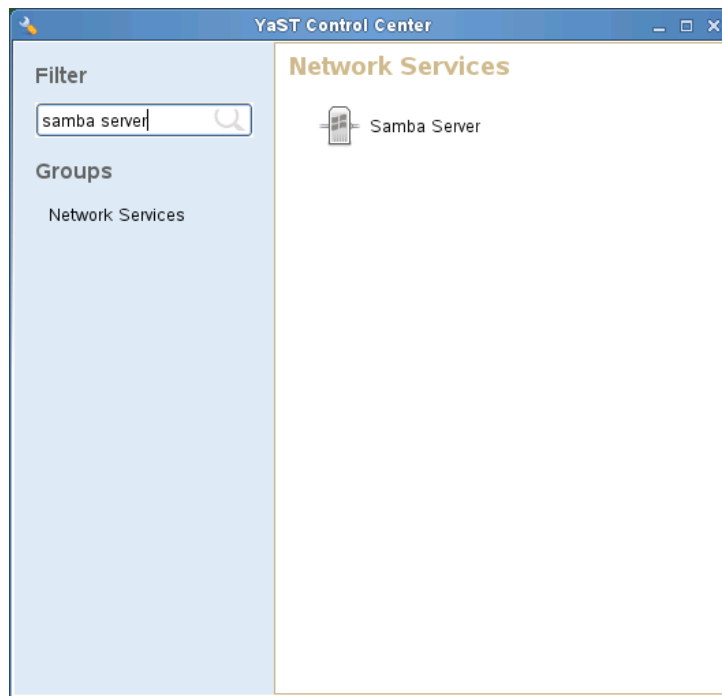 YaST Control Center
Filter
samba server
Groups
Network Services
Network Services
Samba Server